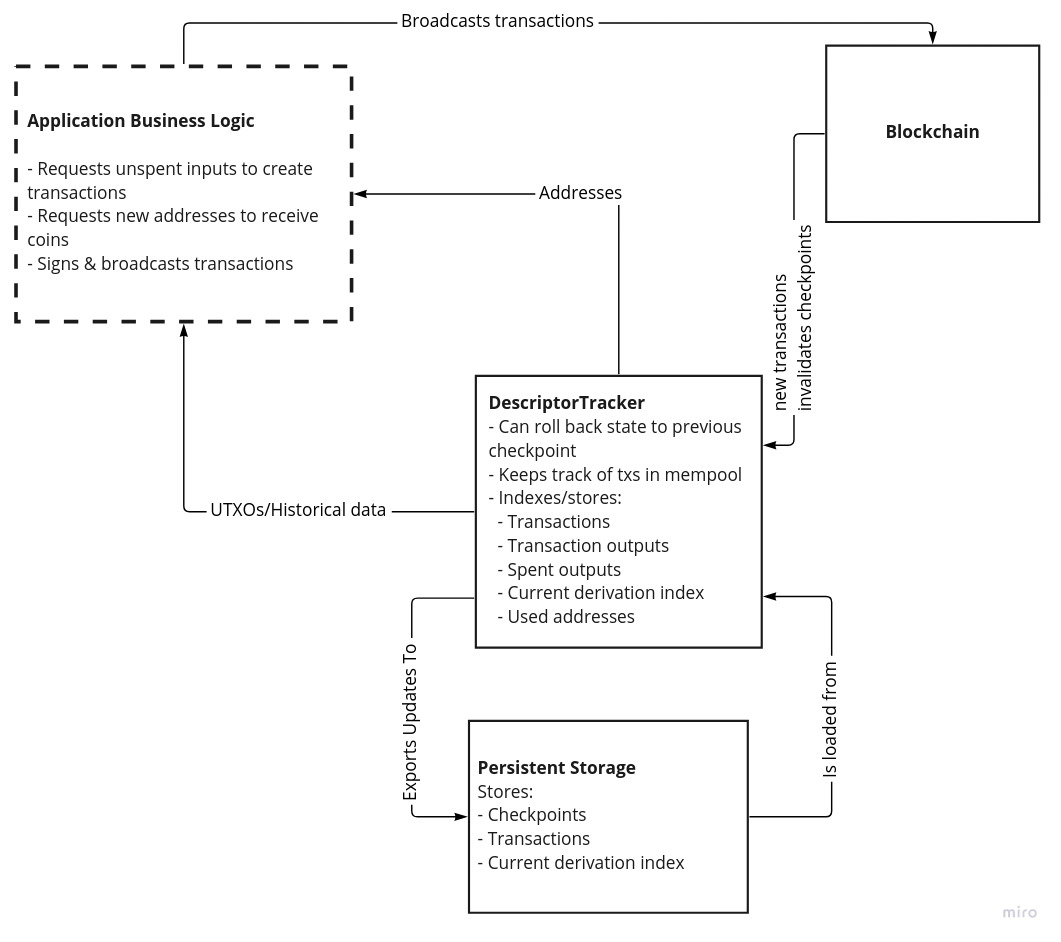 Broadcasts transactions
Application Business Logic
- Requests unspent inputs to create
transactions
- Requests new addresses to receive
coins
- Signs & broadcasts transactions
Blockchain
Addresses
new transactions
invalidates checkpoints
DescriptorTracker
- Can roll back state to previous
checkpoint
- Keeps track of txs in mempool
- Indexes/stores:
- Transactions
- Transaction outputs
- Spent outputs
- Current derivation index
- Used addresses
UTXOs/Historical data
Exports Updates To
Is loaded from
Persistent Storage
Stores:
- Checkpoints
- Transactions
- Current derivation index
miro